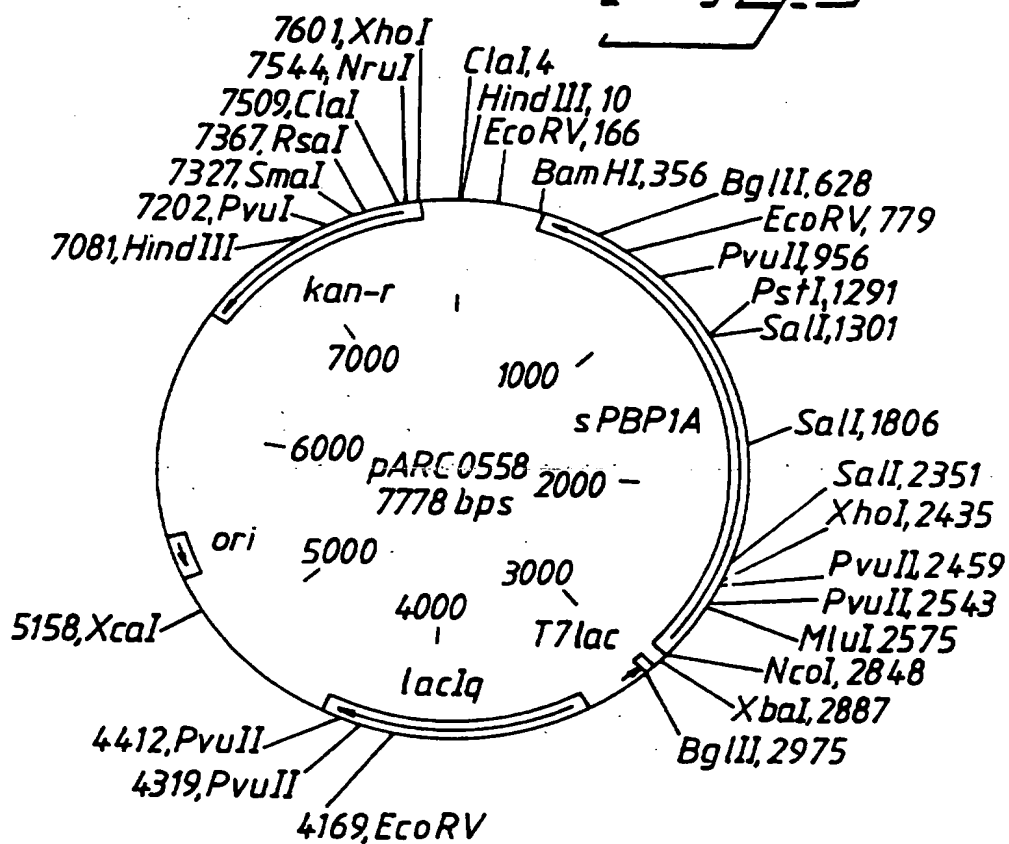 7601, XhoI
7544, NruI
7509, ClaI
7367, RsaI
7327, SmaI
7202, PvuI
7081, HindIII
ClaI, 4
HindIII, 10
EcoRV, 166
BamHI, 356
BglII, 628
EcoRV, 779
PvuII, 956
PstI, 1291
SalI, 1301
SalI, 1806
SalI, 2351
XhoI, 2435
PvuII, 2459
PvuII, 2543
MluI, 2575
NcoI, 2848
XbaI, 2887
BglII, 2975
kan-r
7000
1000
sPBP1A
6000
pARC0558
7778 bps
2000
ori
5000
4000
3000
T7lac
lacIq
5158, XcaI
4412, PvuII
4319, PvuII
4169, EcoRV